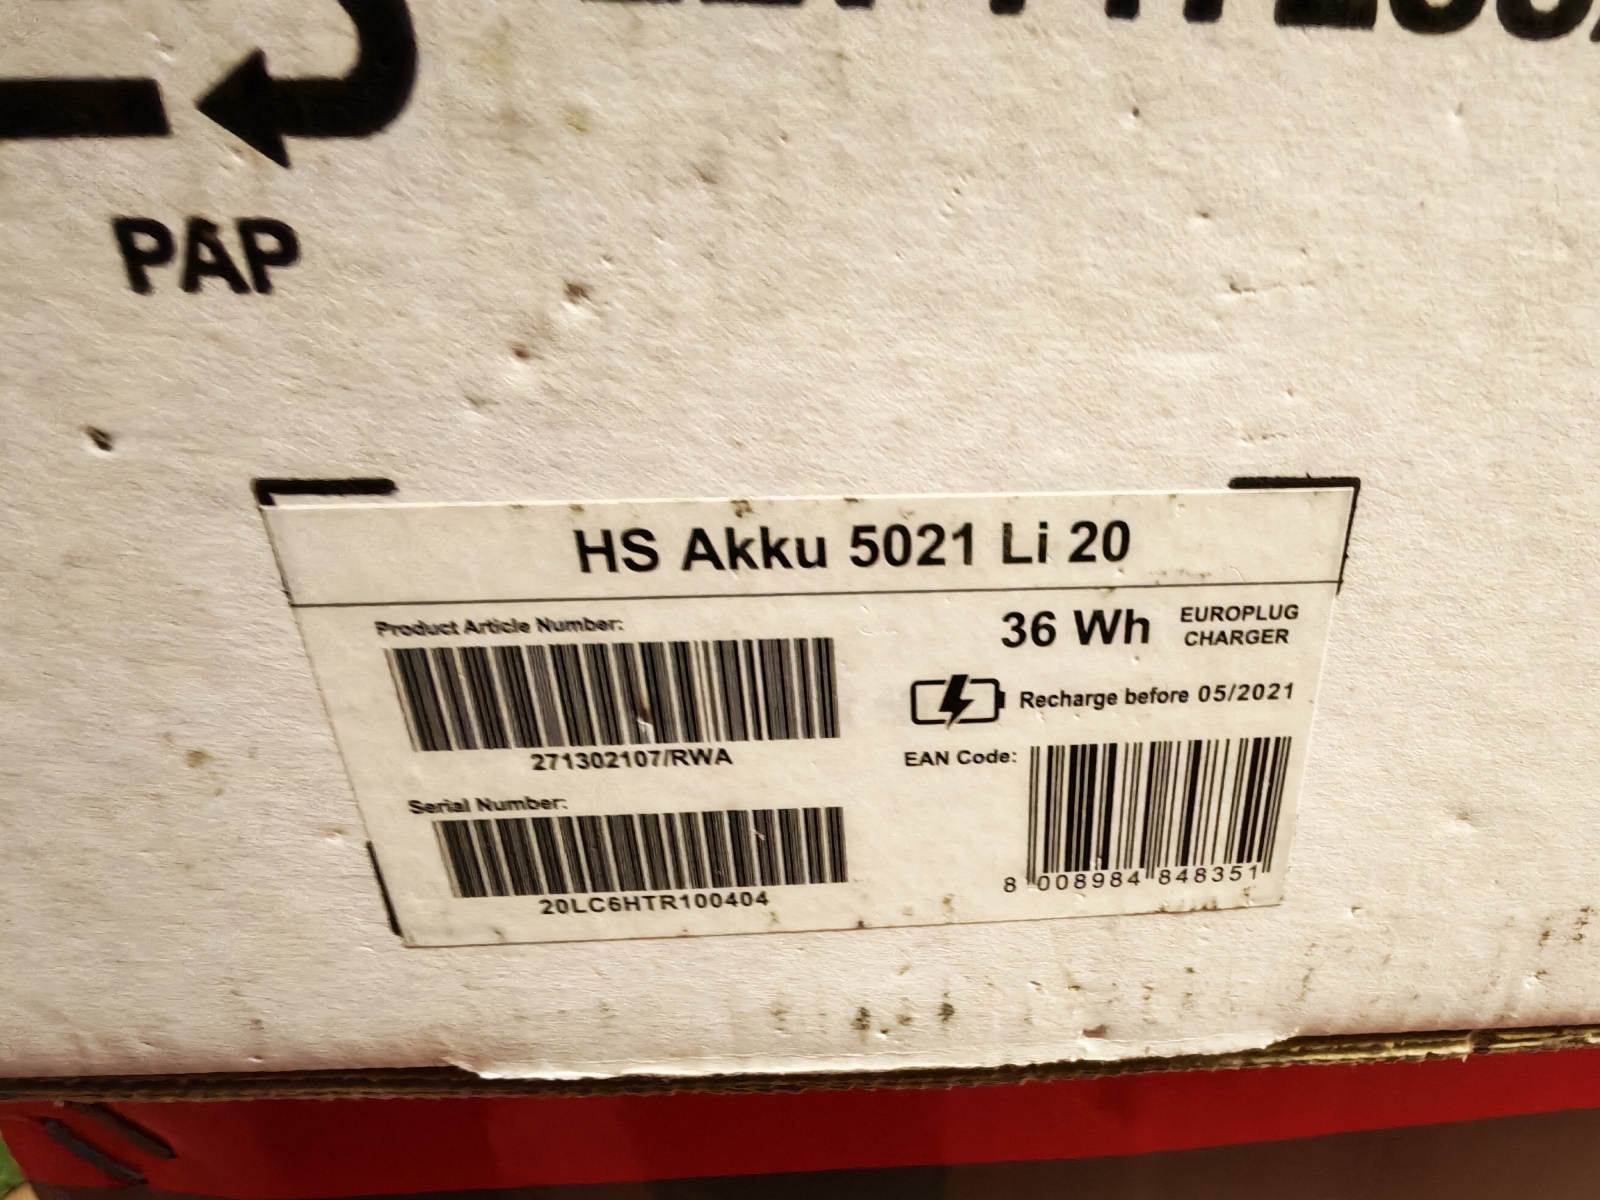 PAP
HS Akku 5021 Li 20
Product Article Number:
271302107/RWA
Serial Number:
20LC6HTR100404
36 Wh
EUROPLUG
CHARGER
Recharge before 05/2021
EAN Code:
8 008984 848351